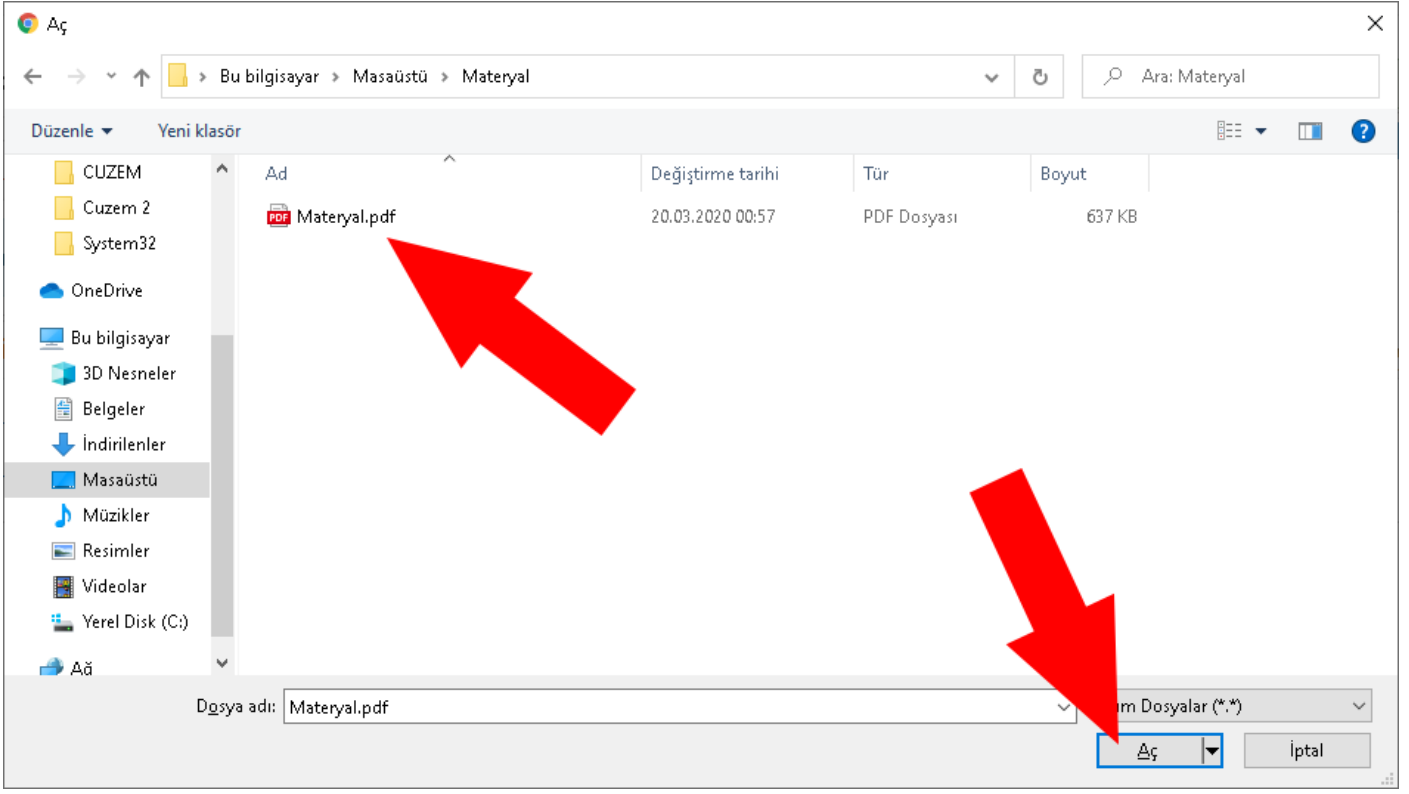 Aç
Bu bilgisayar › Masaüstü › Materyal
Ara: Materyal
Düzenle
Yeni klasör
CUZEM
Cuzem 2
System32
OneDrive
Bu bilgisayar
3D Nesneler
Belgeler
İndirilenler
Masaüstü
Müzikler
Resimler
Videolar
Yerel Disk (C:)
Ağ
Ad Değiştirme tarihi Tür Boyut
PDF Materyal.pdf 20.03.2020 00:57 PDF Dosyası 637 KB
Dosya adı: Materyal.pdf
Dosyalar (*.*)
Aç İptal